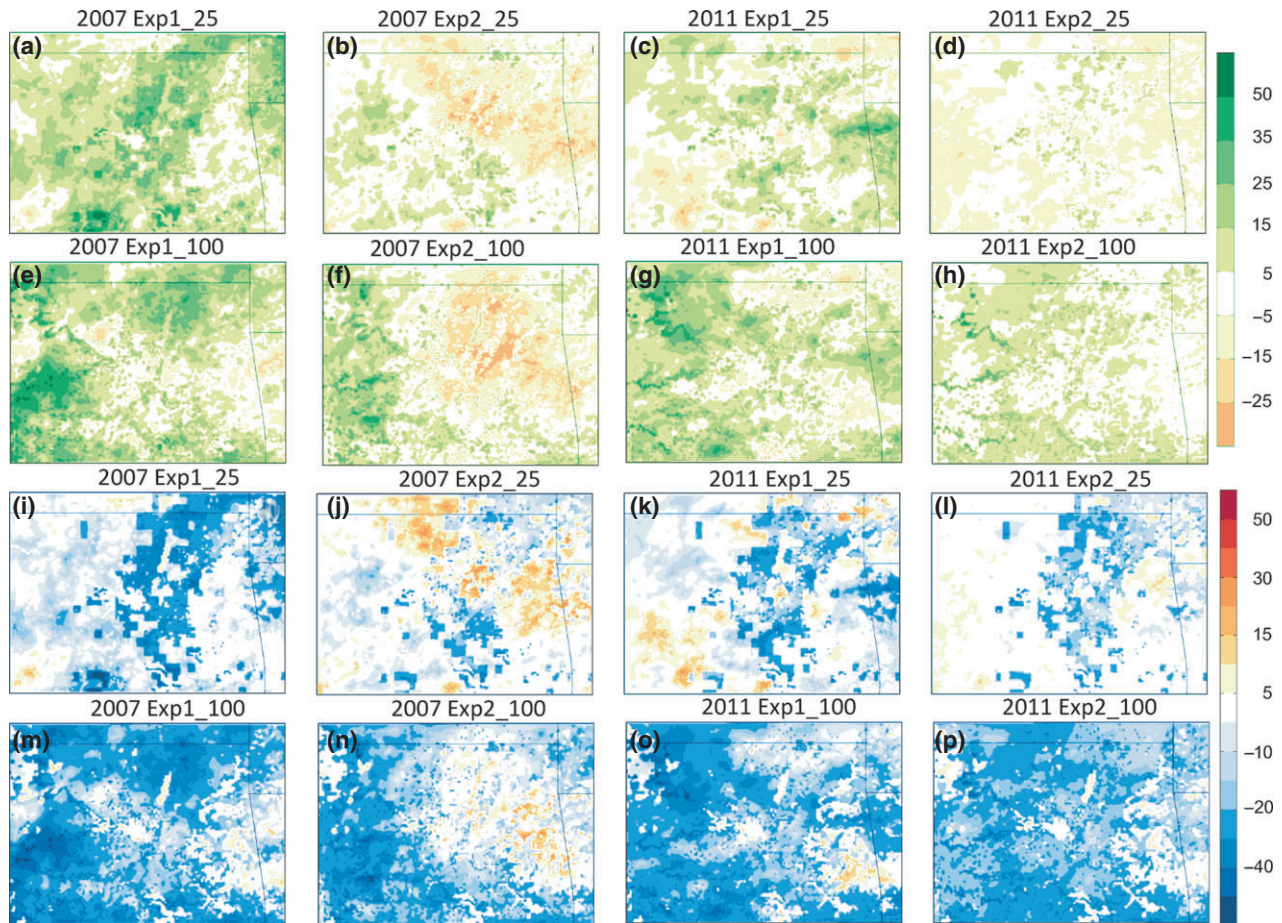 2007 Exp1_25
2007 Exp2_25
2011 Exp1_25
2011 Exp2_25
(a)
(b)
(c)
(d)
50
35
25
15
5
−5
−15
−25
2007 Exp1_100
2007 Exp2_100
2011 Exp1_100
2011 Exp2_100
(e)
(f)
(g)
(h)
2007 Exp1_25
2007 Exp2_25
2011 Exp1_25
2011 Exp2_25
(i)
(j)
(k)
(l)
50
30
15
5
−10
−20
−40
2007 Exp1_100
2007 Exp2_100
2011 Exp1_100
2011 Exp2_100
(m)
(n)
(o)
(p)